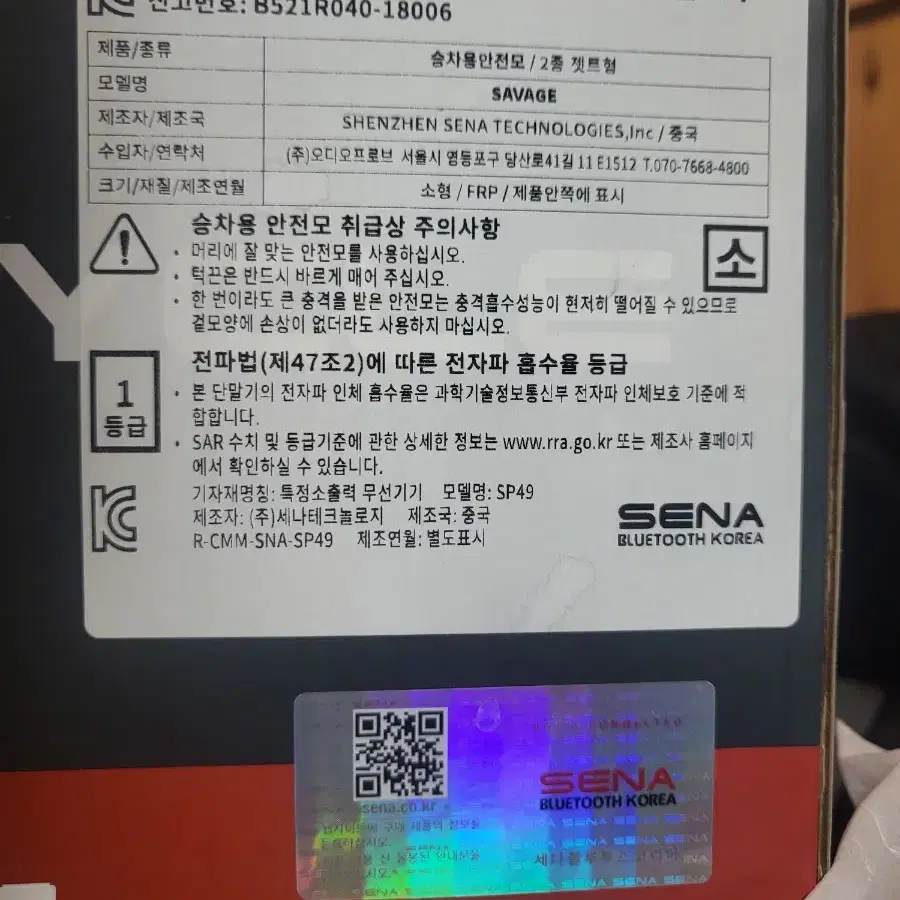 신고번호: B521R040-18006
제품/종류 승차용안전모 / 2종 젯트형
모델명 SAVAGE
제조자/제조국 SHENZHEN SENA TECHNOLOGIES,Inc / 중국
수입자/연락처 (주)오디오프로브 서울시 영등포구 당산로41길 11 E1512 T.070-7668-4800
크기/재질/제조연월 소형 / FRP / 제품안쪽에 표시
승차용 안전모 취급상 주의사항
• 머리에 잘 맞는 안전모를 사용하십시오.
• 턱끈은 반드시 바르게 매어 주십시오.
• 한 번이라도 큰 충격을 받은 안전모는 충격흡수성능이 현저히 떨어질 수 있으므로
겉모양에 손상이 없더라도 사용하지 마십시오.
소
전파법(제47조2)에 따른 전자파 흡수율 등급
1
등급
• 본 단말기의 전자파 인체 흡수율은 과학기술정보통신부 전자파 인체보호 기준에 적
합합니다.
• SAR 수치 및 등급기준에 관한 상세한 정보는 www.rra.go.kr 또는 제조사 홈페이지
에서 확인하실 수 있습니다.
기자재명칭: 특정소출력 무선기기 모델명: SP49
제조자: (주)세나테크놀로지 제조국: 중국
R-CMM-SNA-SP49 제조연월: 별도표시
SENA
BLUETOOTH KOREA
sena.co.kr
SENA
BLUETOOTH KOREA
세나블루투스코리아